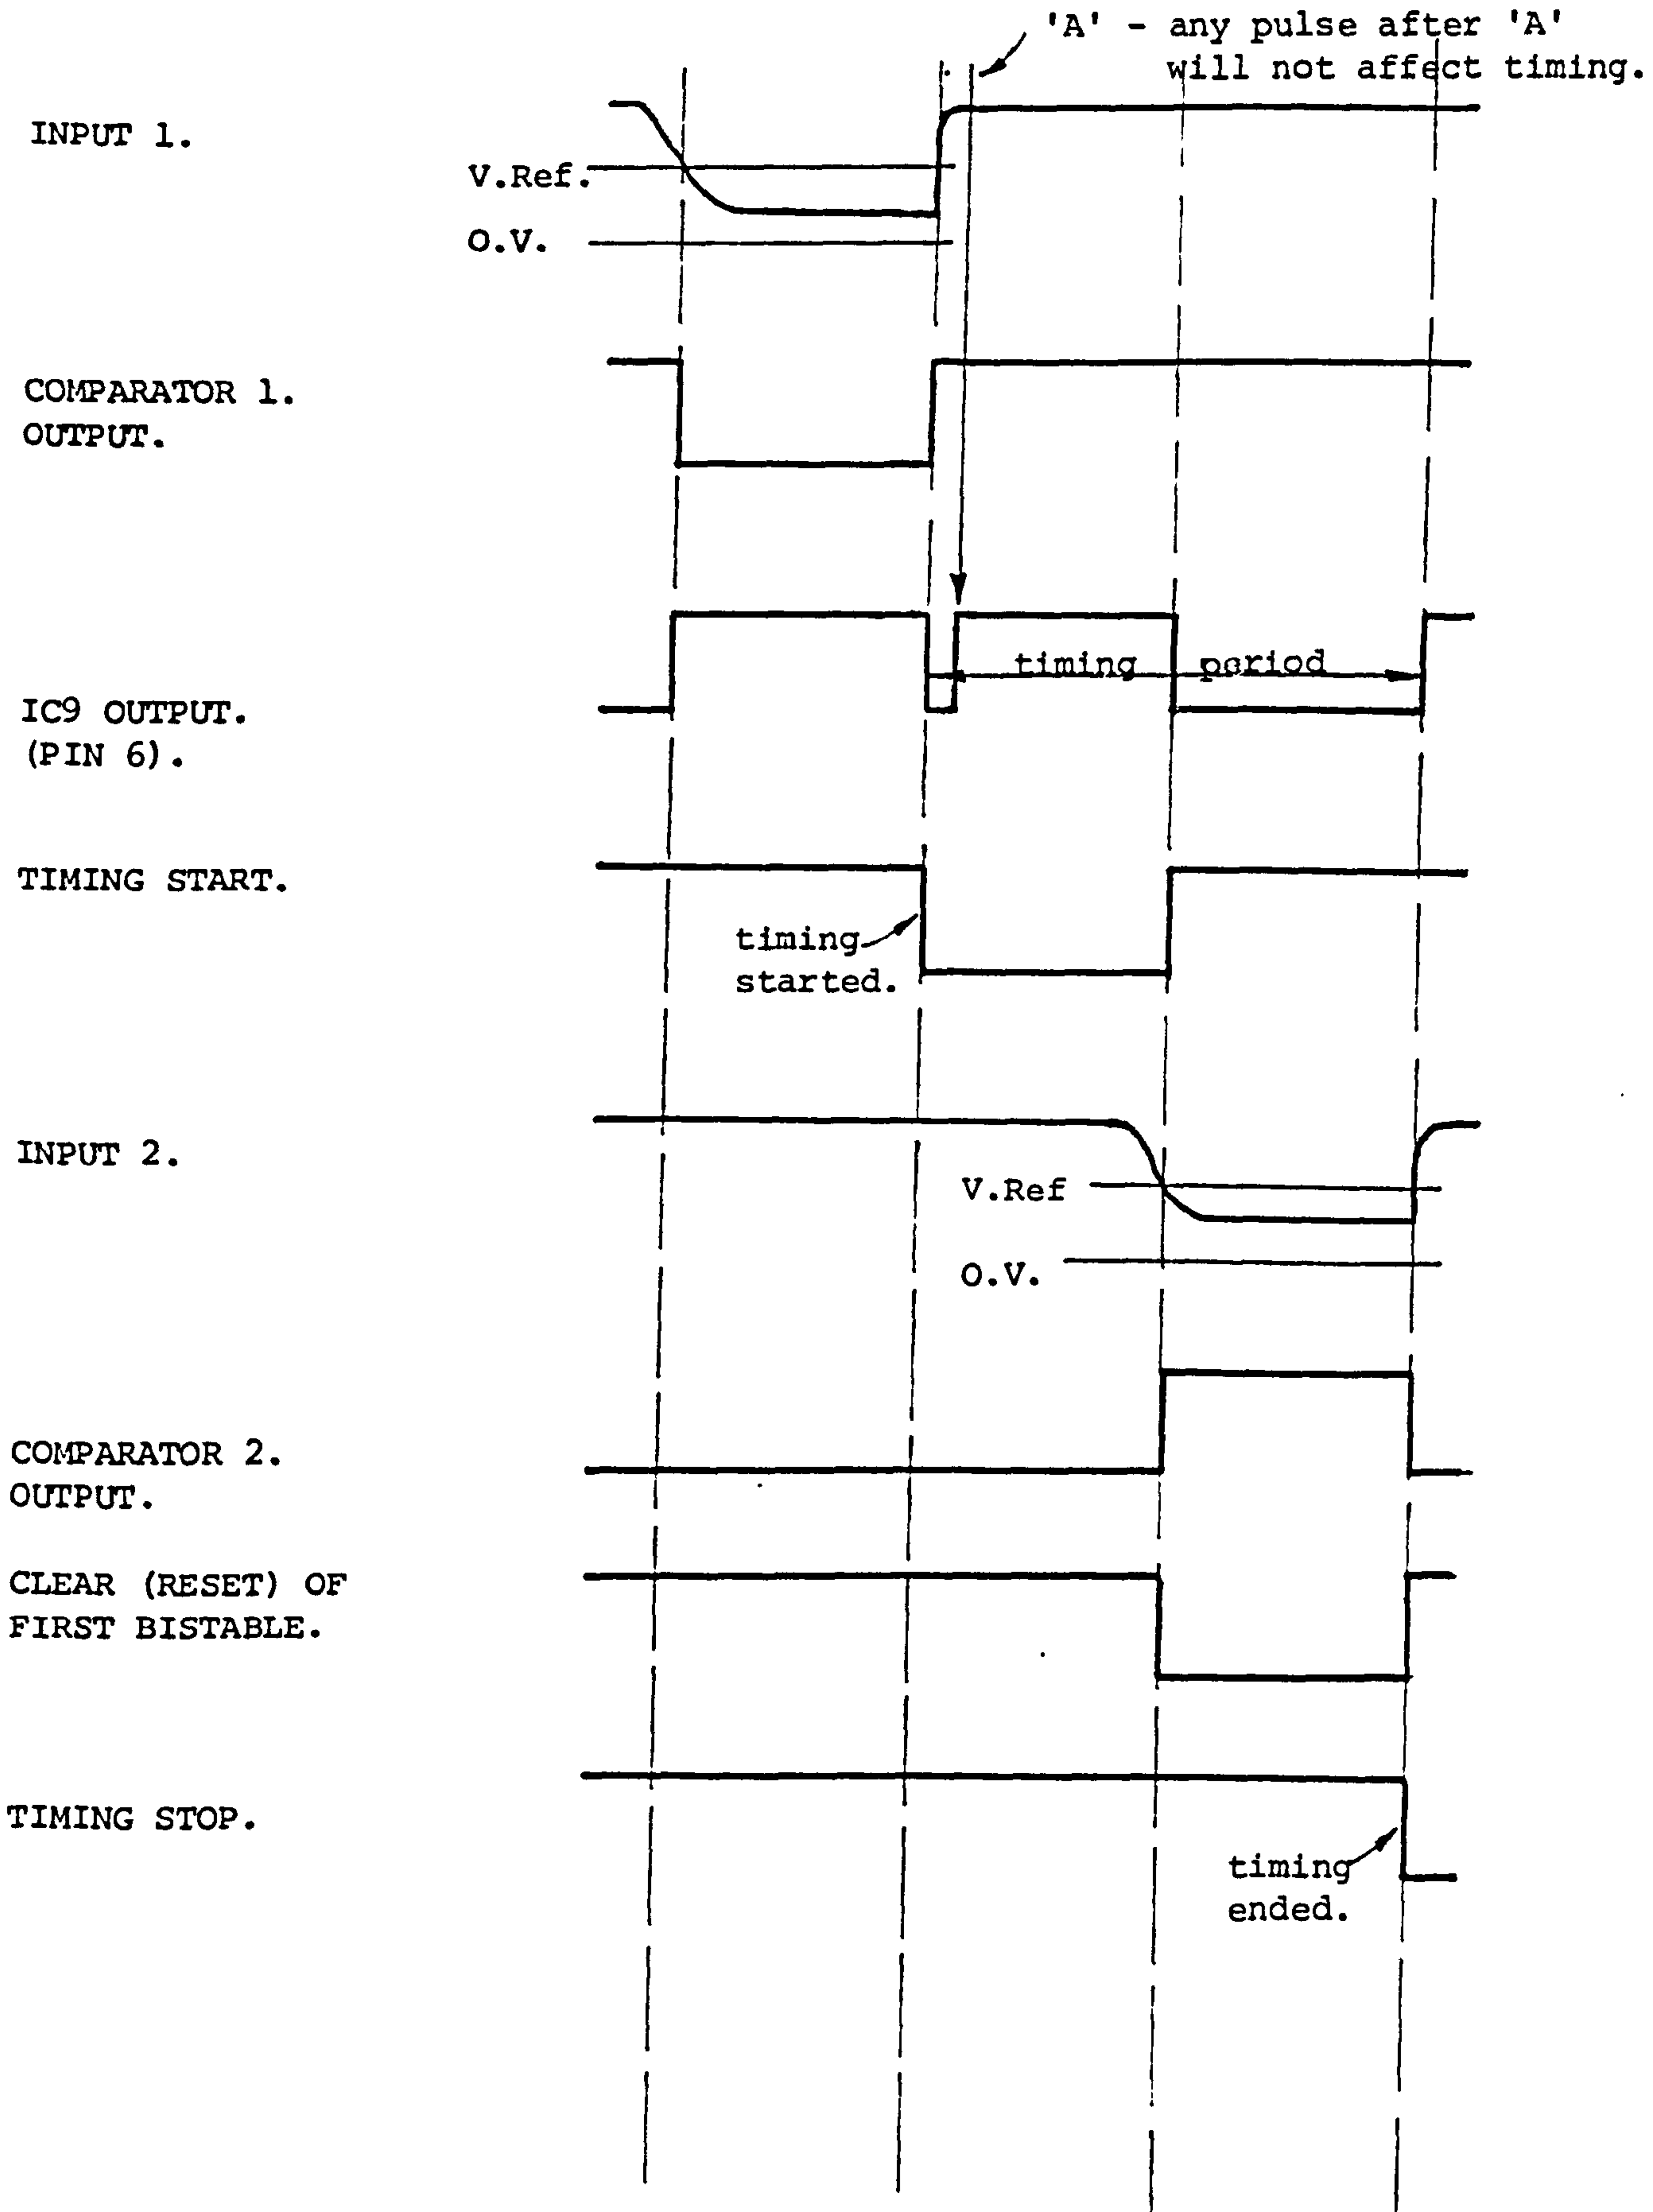 'A' - any pulse after 'A'
will not affect timing.
INPUT 1.
V.Ref.
O.V.
COMPARATOR 1.
OUTPUT.
timing period
IC9 OUTPUT.
(PIN 6).
TIMING START.
timing
started.
INPUT 2.
V.Ref
O.V.
COMPARATOR 2.
OUTPUT.
CLEAR (RESET) OF
FIRST BISTABLE.
TIMING STOP.
timing
ended.